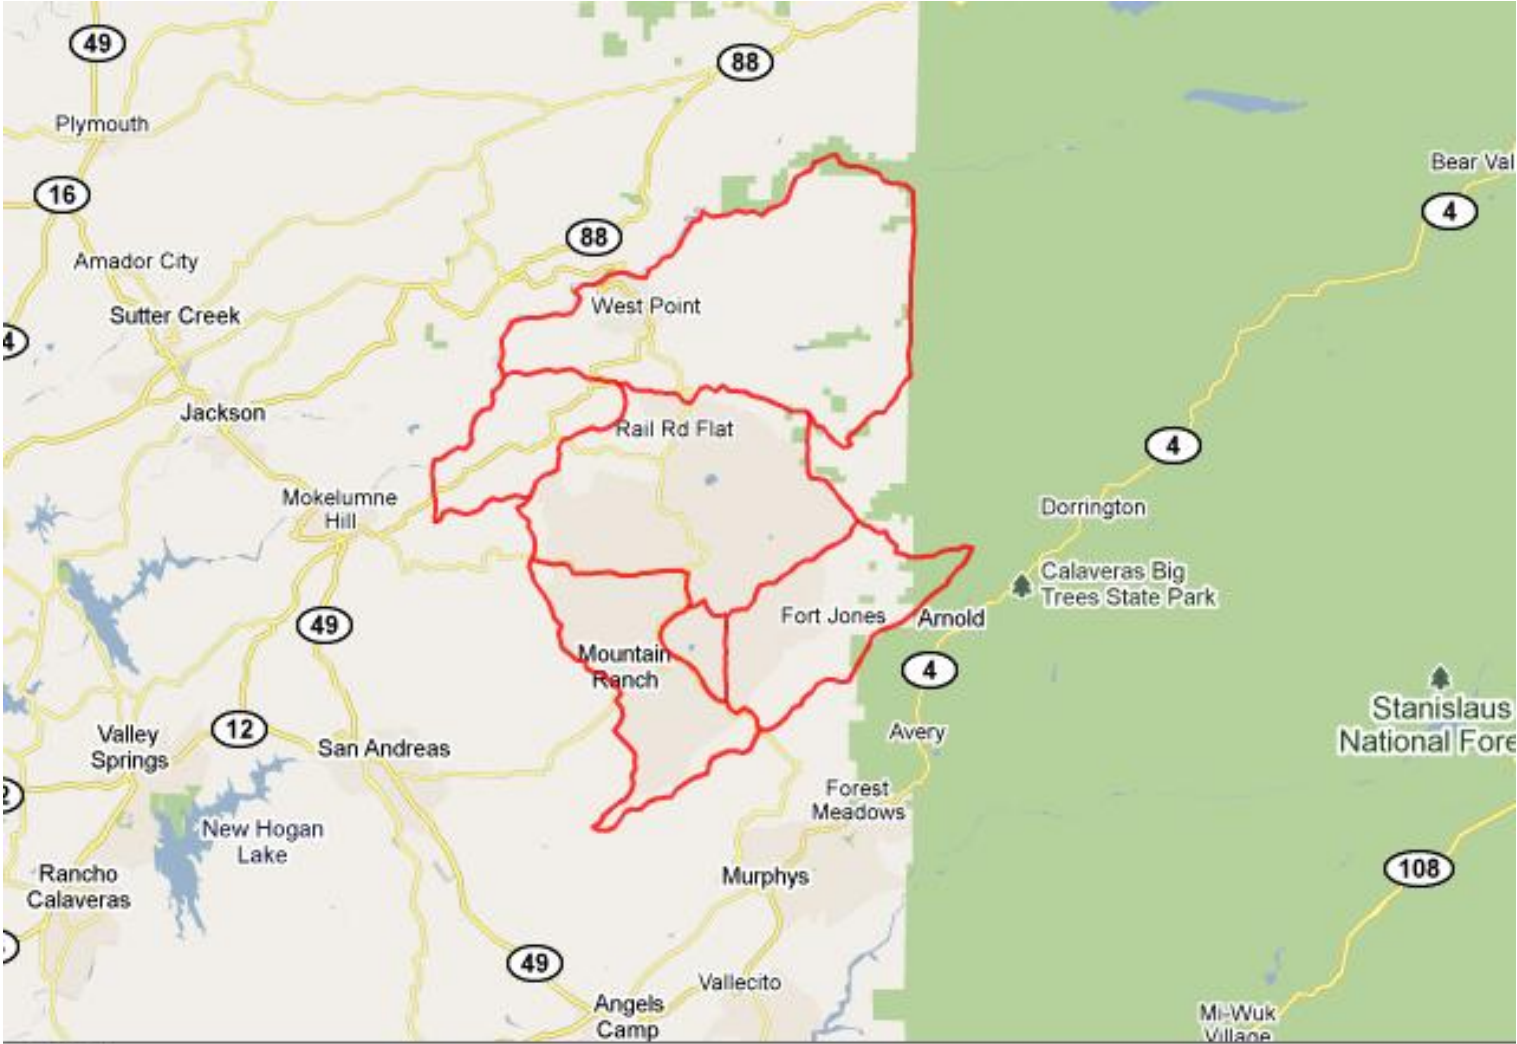 49
88
Plymouth
Bear Val
16
4
88
Amador City
West Point
Sutter Creek
4
Jackson
Rail Rd Flat
4
Mokelumne
Hill
Dorrington
Calaveras Big
Trees State Park
49
Fort Jones
Arnold
Mountain
Ranch
4
Stanislaus
National Fore
12
Valley
Springs
San Andreas
Avery
Forest
Meadows
New Hogan
Lake
Rancho
Calaveras
Murphys
108
49
Vallecito
Angels
Camp
Mi-Wuk
Village